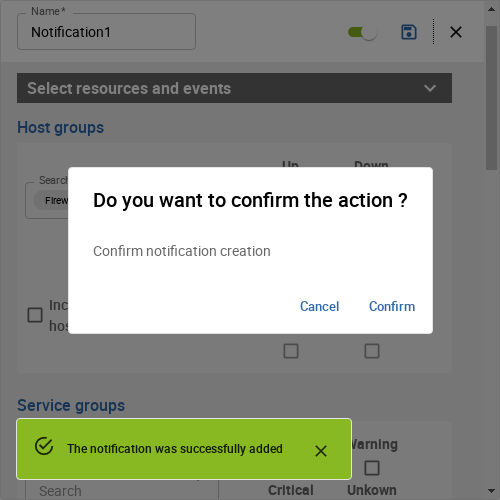 Name *
Notification1
Select resources and events
Host groups
Up Down
Search
Firew
Do you want to confirm the action ?
Confirm notification creation
Cancel Confirm
Inc
hos
Service groups
The notification was successfully added
Warning
Search
Critical Unkown